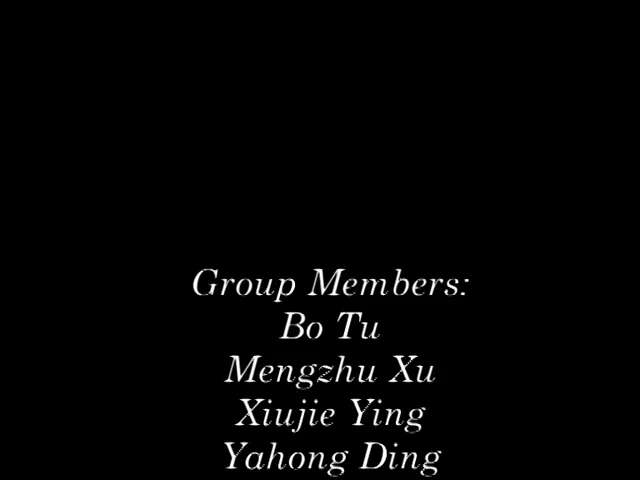 Group Members:
Bo Tu
Mengzhu Xu
Xiujie Ying
Yahong Ding